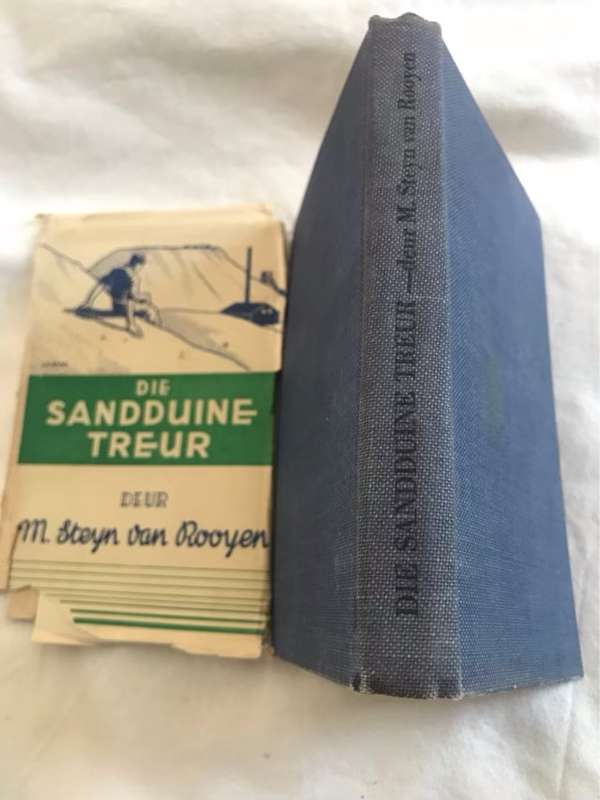 DIE
SANDDUINE
TREUR
DEUR
M. Steyn van Rooyen
DIE SANDDUINE TREUR—deur M. Steyn van Rooyen